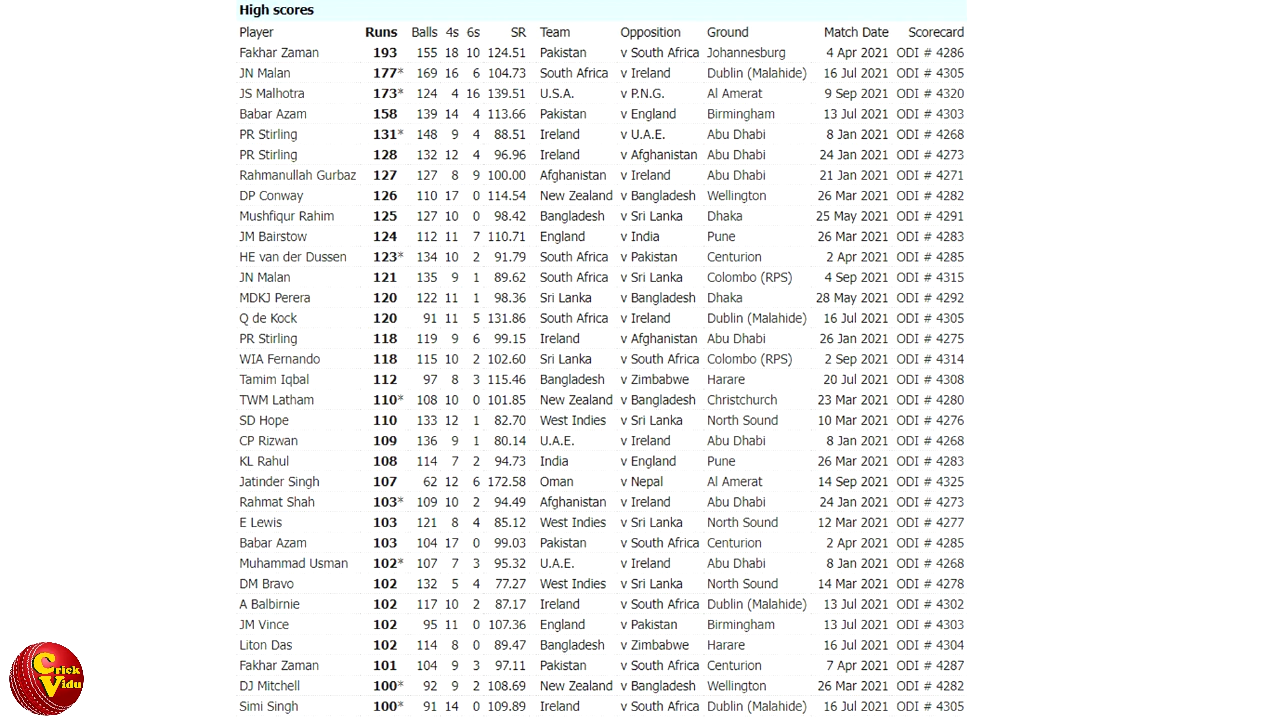 High scores
Player Runs Balls 4s 6s SR Team Opposition Ground Match Date Scorecard
Fakhar Zaman 193 155 18 10 124.51 Pakistan v South Africa Johannesburg 4 Apr 2021 ODI # 4286
JN Malan 177* 169 16 6 104.73 South Africa v Ireland Dublin (Malahide) 16 Jul 2021 ODI # 4305
JS Malhotra 173* 124 4 16 139.51 U.S.A. v P.N.G. Al Amerat 9 Sep 2021 ODI # 4320
Babar Azam 158 139 14 4 113.66 Pakistan v England Birmingham 13 Jul 2021 ODI # 4303
PR Stirling 131* 148 9 4 88.51 Ireland v U.A.E. Abu Dhabi 8 Jan 2021 ODI # 4268
PR Stirling 128 132 12 4 96.96 Ireland v Afghanistan Abu Dhabi 24 Jan 2021 ODI # 4273
Rahmanullah Gurbaz 127 127 8 9 100.00 Afghanistan v Ireland Abu Dhabi 21 Jan 2021 ODI # 4271
DP Conway 126 110 17 0 114.54 New Zealand v Bangladesh Wellington 26 Mar 2021 ODI # 4282
Mushfiqur Rahim 125 127 10 0 98.42 Bangladesh v Sri Lanka Dhaka 25 May 2021 ODI # 4291
JM Bairstow 124 112 11 7 110.71 England v India Pune 26 Mar 2021 ODI # 4283
HE van der Dussen 123* 134 10 2 91.79 South Africa v Pakistan Centurion 2 Apr 2021 ODI # 4285
JN Malan 121 135 9 1 89.62 South Africa v Sri Lanka Colombo (RPS) 4 Sep 2021 ODI # 4315
MDKJ Perera 120 122 11 1 98.36 Sri Lanka v Bangladesh Dhaka 28 May 2021 ODI # 4292
Q de Kock 120 91 11 5 131.86 South Africa v Ireland Dublin (Malahide) 16 Jul 2021 ODI # 4305
PR Stirling 118 119 9 6 99.15 Ireland v Afghanistan Abu Dhabi 26 Jan 2021 ODI # 4275
WIA Fernando 118 115 10 2 102.60 Sri Lanka v South Africa Colombo (RPS) 2 Sep 2021 ODI # 4314
Tamim Iqbal 112 97 8 3 115.46 Bangladesh v Zimbabwe Harare 20 Jul 2021 ODI # 4308
TWM Latham 110* 108 10 0 101.85 New Zealand v Bangladesh Christchurch 23 Mar 2021 ODI # 4280
SD Hope 110 133 12 1 82.70 West Indies v Sri Lanka North Sound 10 Mar 2021 ODI # 4276
CP Rizwan 109 136 9 1 80.14 U.A.E. v Ireland Abu Dhabi 8 Jan 2021 ODI # 4268
KL Rahul 108 114 7 2 94.73 India v England Pune 26 Mar 2021 ODI # 4283
Jatinder Singh 107 62 12 6 172.58 Oman v Nepal Al Amerat 14 Sep 2021 ODI # 4325
Rahmat Shah 103* 109 10 2 94.49 Afghanistan v Ireland Abu Dhabi 24 Jan 2021 ODI # 4273
E Lewis 103 121 8 4 85.12 West Indies v Sri Lanka North Sound 12 Mar 2021 ODI # 4277
Babar Azam 103 104 17 0 99.03 Pakistan v South Africa Centurion 2 Apr 2021 ODI # 4285
Muhammad Usman 102* 107 7 3 95.32 U.A.E. v Ireland Abu Dhabi 8 Jan 2021 ODI # 4268
DM Bravo 102 132 5 4 77.27 West Indies v Sri Lanka North Sound 14 Mar 2021 ODI # 4278
A Balbirnie 102 117 10 2 87.17 Ireland v South Africa Dublin (Malahide) 13 Jul 2021 ODI # 4302
JM Vince 102 95 11 0 107.36 England v Pakistan Birmingham 13 Jul 2021 ODI # 4303
Liton Das 102 114 8 0 89.47 Bangladesh v Zimbabwe Harare 16 Jul 2021 ODI # 4304
Fakhar Zaman 101 104 9 3 97.11 Pakistan v South Africa Centurion 7 Apr 2021 ODI # 4287
DJ Mitchell 100* 92 9 2 108.69 New Zealand v Bangladesh Wellington 26 Mar 2021 ODI # 4282
Simi Singh 100* 91 14 0 109.89 Ireland v South Africa Dublin (Malahide) 16 Jul 2021 ODI # 4305
Crick
Vidu